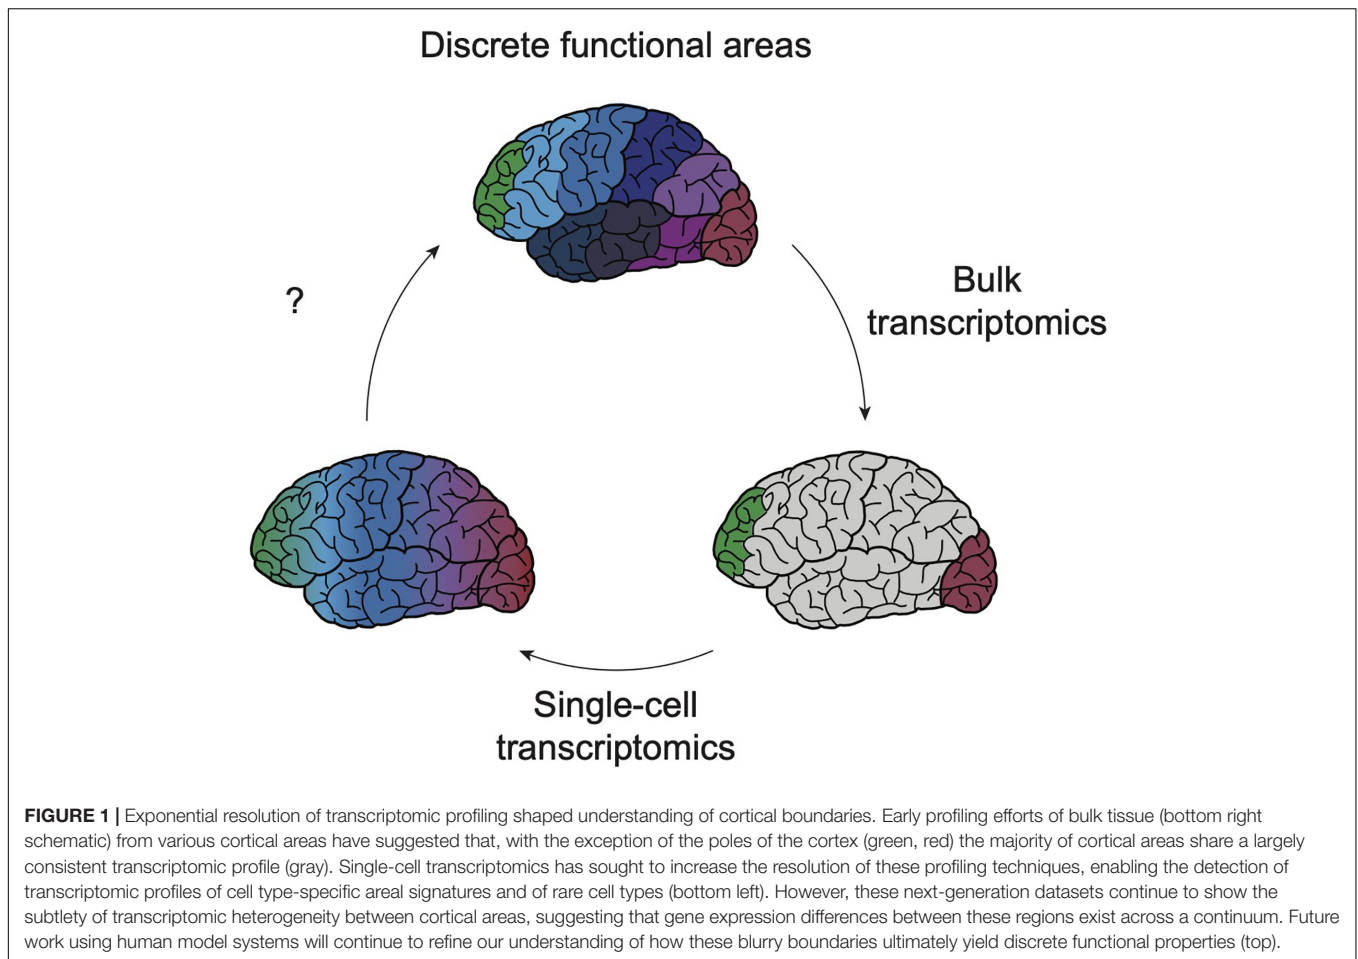 Discrete functional areas
?
Bulk
transcriptomics
Single-cell
transcriptomics
FIGURE 1 | Exponential resolution of transcriptomic profiling shaped understanding of cortical boundaries. Early profiling efforts of bulk tissue (bottom right
schematic) from various cortical areas have suggested that, with the exception of the poles of the cortex (green, red) the majority of cortical areas share a largely
consistent transcriptomic profile (gray). Single-cell transcriptomics has sought to increase the resolution of these profiling techniques, enabling the detection of
transcriptomic profiles of cell type-specific areal signatures and of rare cell types (bottom left). However, these next-generation datasets continue to show the
subtlety of transcriptomic heterogeneity between cortical areas, suggesting that gene expression differences between these regions exist across a continuum. Future
work using human model systems will continue to refine our understanding of how these blurry boundaries ultimately yield discrete functional properties (top).